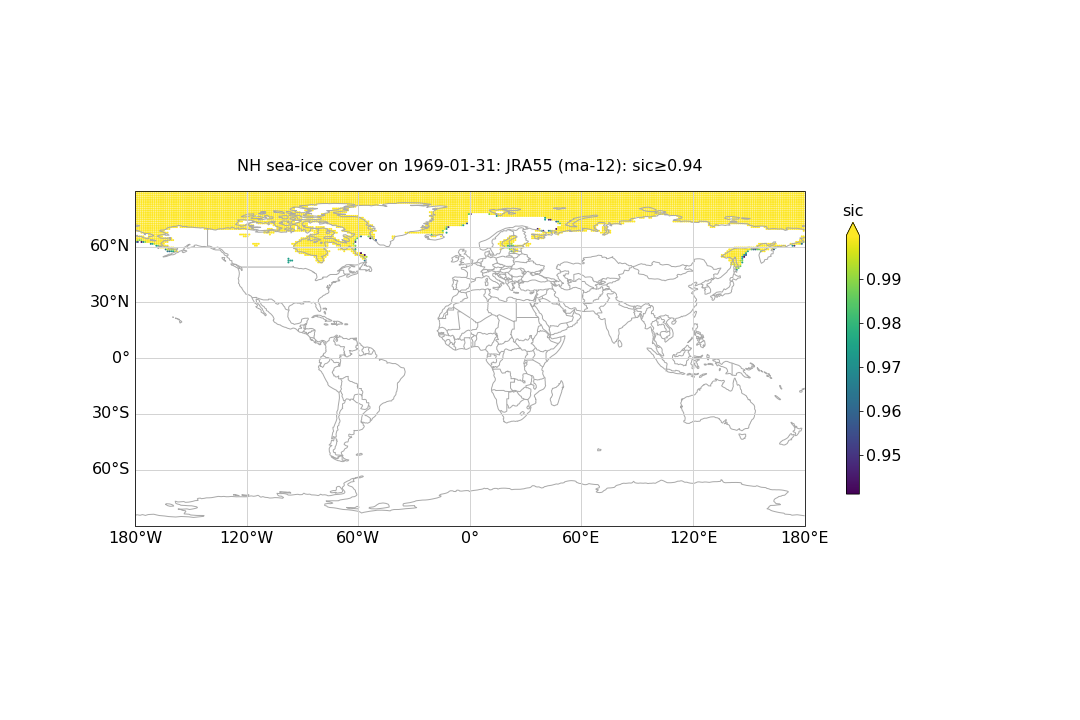 NH sea-ice cover on 1969-01-31: JRA55 (ma-12): sic≥0.94
sic
60°N
30°N
0°
30°S
60°S
180°W
120°W
60°W
0°
60°E
120°E
180°E
0.99
0.98
0.97
0.96
0.95